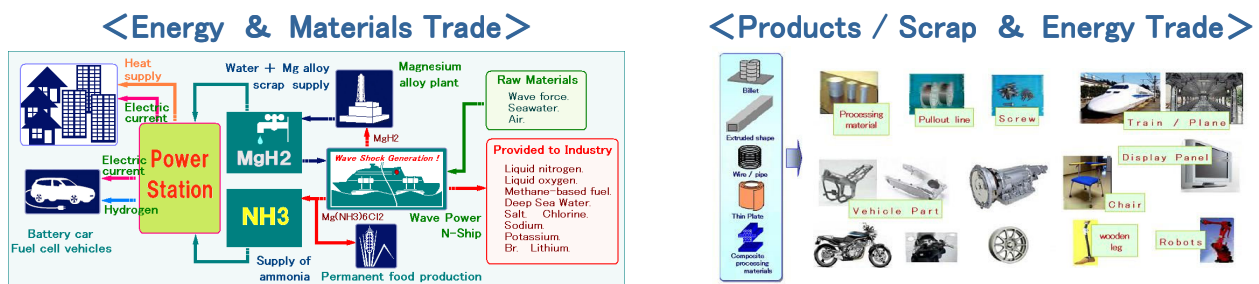 <Energy & Materials Trade>
Heat
supply
Electric
current
Water + Mg alloy
scrap supply
Magnesium
alloy plant
MgH2
Raw Materials
Wave force.
Seawater.
Air.
Power
Station
MgH2
Wave Shock Generation !
Provided to Industry
Liquid nitrogen.
Liquid oxygen.
Methane-based fuel.
Deep Sea Water.
Salt. Chlorine.
Sodium.
Potassium.
Br. Lithium.
Electric
current
Hydrogen
NH3
Mg(NH3)6Cl2
Wave Power
N-Ship
Battery car
Fuel cell vehicles
Supply of
ammonia
Permanent food production
<Products / Scrap & Energy Trade>
Billet
Extruded shape
Wire / pipe
Thin Plate
Composite
processing
materials
Processing
material
Pullout line
Screw
Train / Plane
Display Panel
Vehicle Part
Chair
wooden
leg
Robots